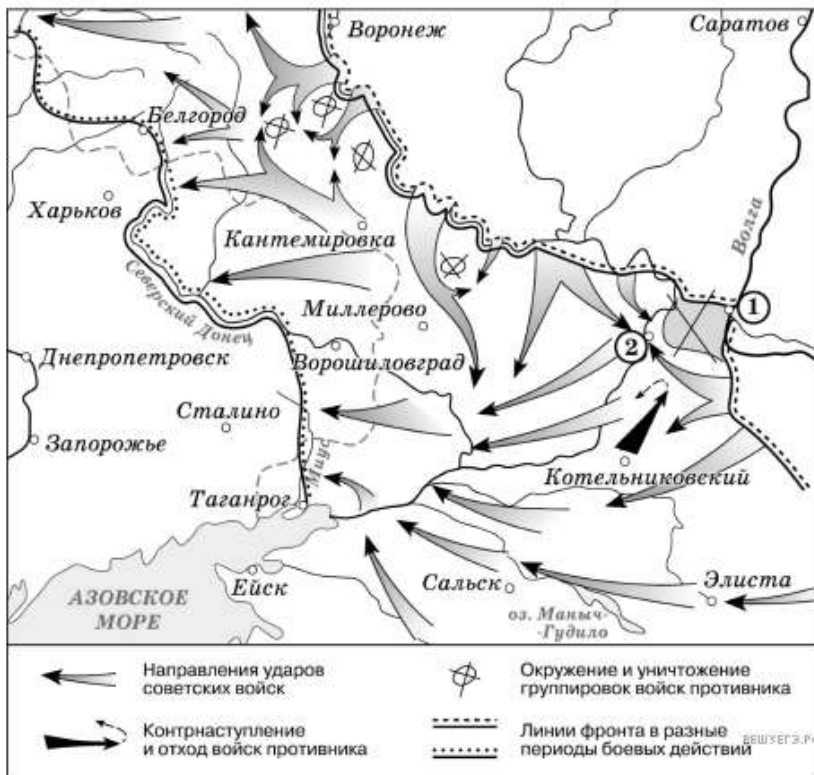 Воронеж
Саратов
Белгород
Харьков
Кантемировка
Волга
Северский Донец
Миллерово
1
2
Днепропетровск
Ворошиловград
Сталино
Запорожье
Миус
Котельниковский
Таганрог
Ейск
Сальск
Элиста
АЗОВСКОЕ
МОРЕ
оз. Маныч-
-Гудило
Направления ударов
советских войск
Окружение и уничтожение
группировок войск противника
Контрнаступление
и отход войск противника
Линии фронта в разные
периоды боевых действий
РЕШУЕГЭ.РФ